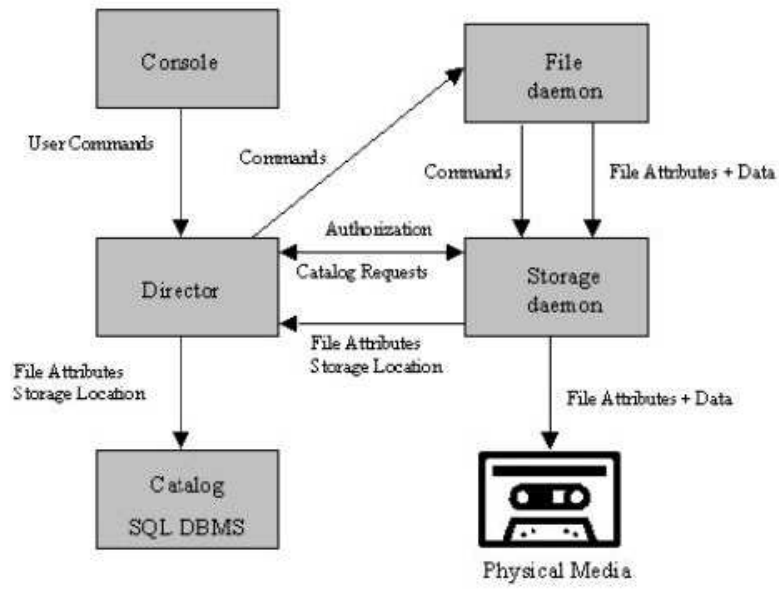 Console
File
daemon
User Commands
Commands
Commands
File Attributes + Data
Authorization
Catalog Requests
Director
Storage
daemon
File Attributes
Storage Location
File Attributes
Storage Location
File Attributes + Data
Catalog
SQL DBMS
Physical Media